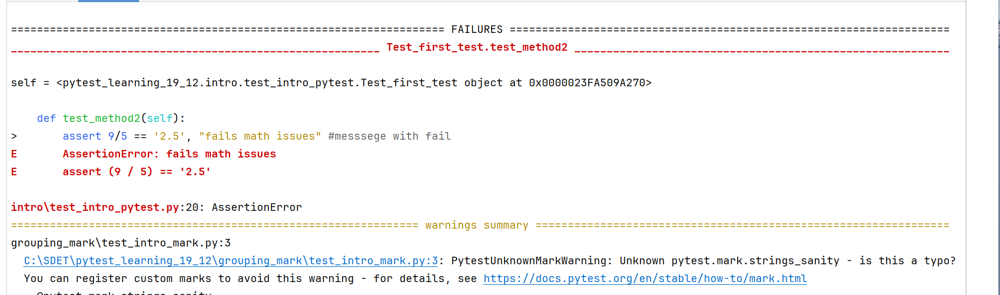 =================================================================== FAILURES ====================================================================
_________________________________________________________ Test_first_test.test_method2 __________________________________________________________
self = <pytest_learning_19_12.intro.test_intro_pytest.Test_first_test object at 0x0000023FA509A270>
    def test_method2(self):
>       assert 9/5 == '2.5', "fails math issues" #messsege with fail
E       AssertionError: fails math issues
E       assert (9 / 5) == '2.5'
intro\test_intro_pytest.py:20: AssertionError
=============================================================== warnings summary ================================================================
grouping_mark\test_intro_mark.py:3
  C:\SDET\pytest_learning_19_12\grouping_mark\test_intro_mark.py:3: PytestUnknownMarkWarning: Unknown pytest.mark.strings_sanity - is this a typo?
  You can register custom marks to avoid this warning - for details, see https://docs.pytest.org/en/stable/how-to/mark.html
    @pytest.mark.strings_sanity